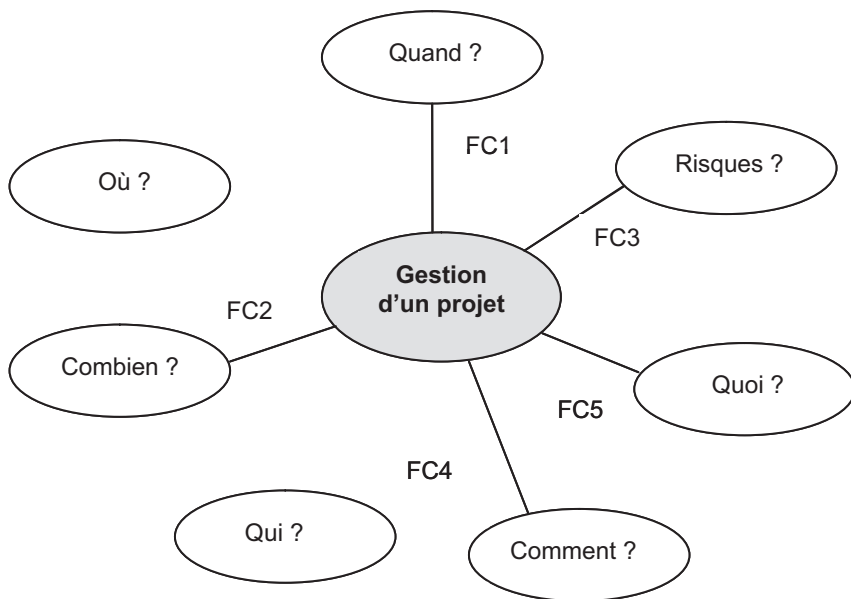 Quand ?
FC1
Où ?
Risques ?
FC3
Gestion
d'un projet
FC2
Combien ?
Quoi ?
FC5
FC4
Qui ?
Comment ?